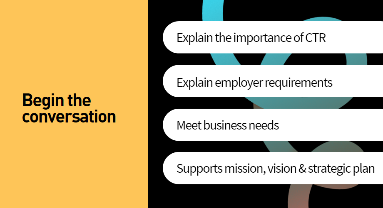 Begin the
conversation
Explain the importance of CTR
Explain employer requirements
Meet business needs
Supports mission, vision & strategic plan